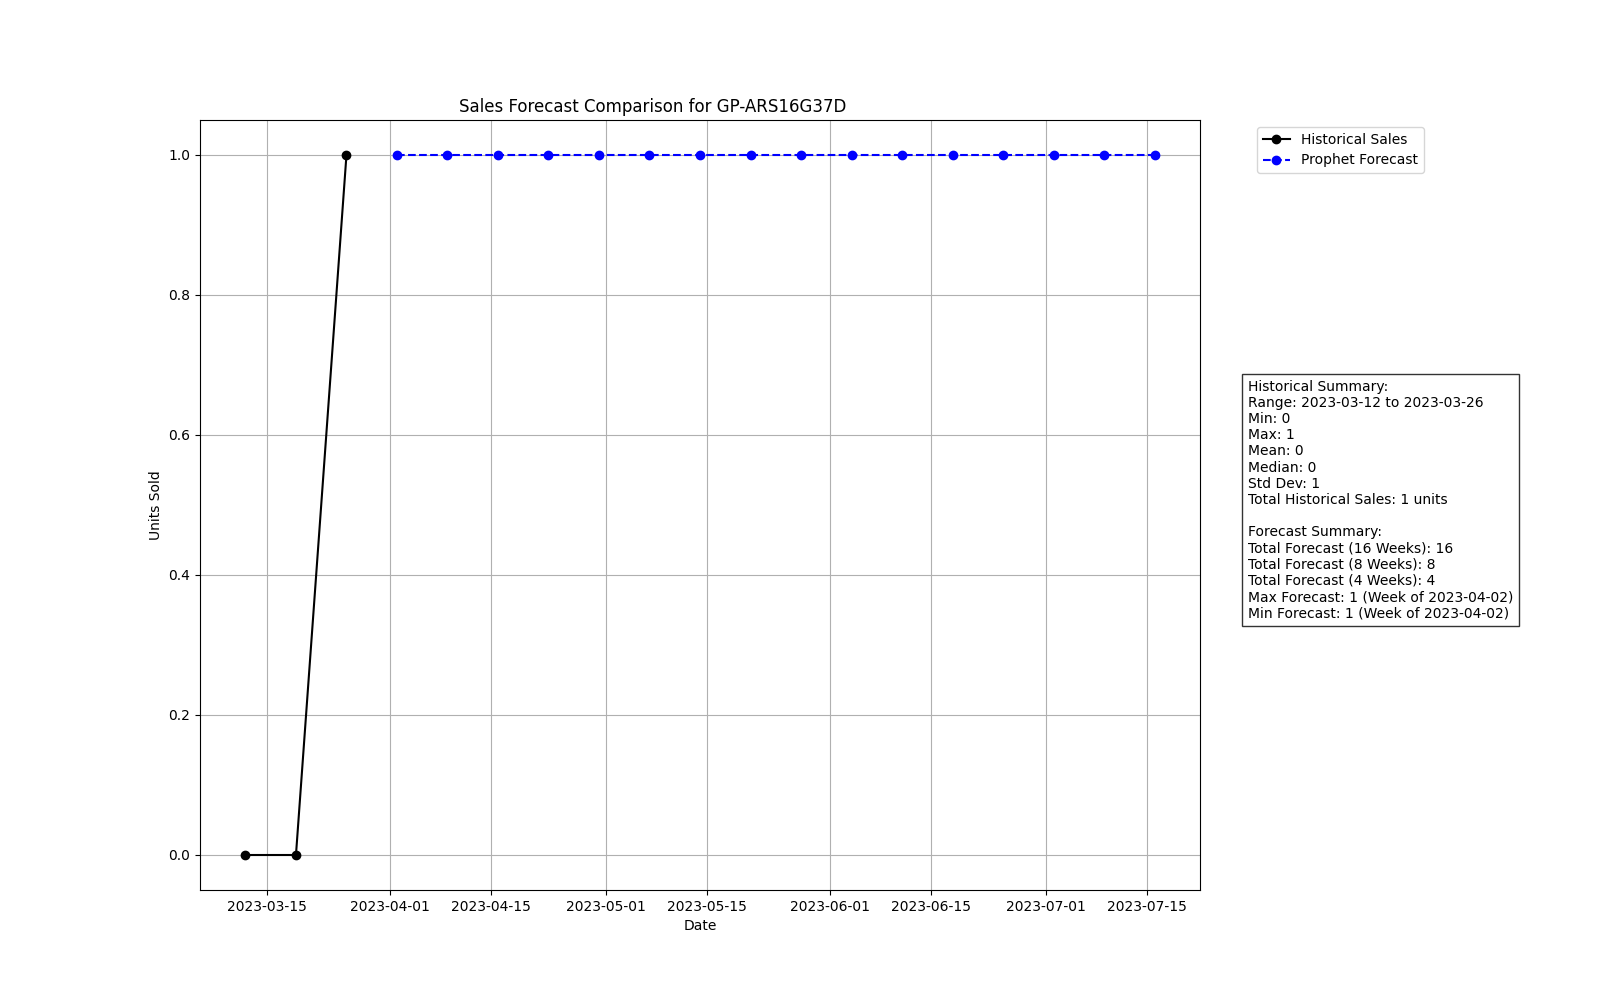 Sales Forecast Comparison for GP-ARS16G37D
Historical Sales
Prophet Forecast
1.0
0.8
0.6
0.4
0.2
0.0
Units Sold
2023-03-15 2023-04-01 2023-04-15 2023-05-01 2023-05-15 2023-06-01 2023-06-15 2023-07-01 2023-07-15
Date
Historical Summary:
Range: 2023-03-12 to 2023-03-26
Min: 0
Max: 1
Mean: 0
Median: 0
Std Dev: 1
Total Historical Sales: 1 units
Forecast Summary:
Total Forecast (16 Weeks): 16
Total Forecast (8 Weeks): 8
Total Forecast (4 Weeks): 4
Max Forecast: 1 (Week of 2023-04-02)
Min Forecast: 1 (Week of 2023-04-02)